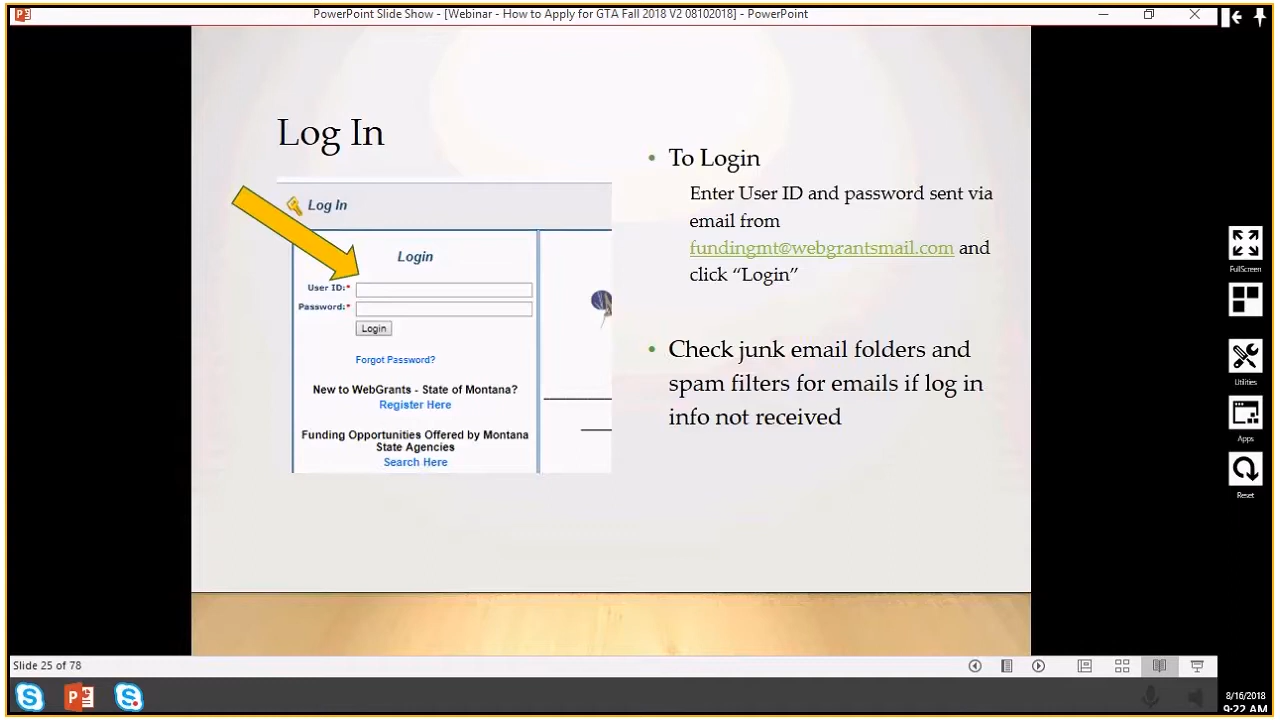 PowerPoint Slide Show - [Webinar - How to Apply for GTA Fall 2018 V2 08102018] - PowerPoint
Log In
Log In
Login
User ID:*
Password:*
Login
Forgot Password?
New to WebGrants - State of Montana?
Register Here
Funding Opportunities Offered by Montana
State Agencies
Search Here
• To Login
Enter User ID and password sent via
email from
fundingmt@webgrantsmail.com and
click “Login”
• Check junk email folders and
spam filters for emails if log in
info not received
FullScreen
Utilities
Apps
Reset
Slide 25 of 78
8/16/2018
9:22 AM